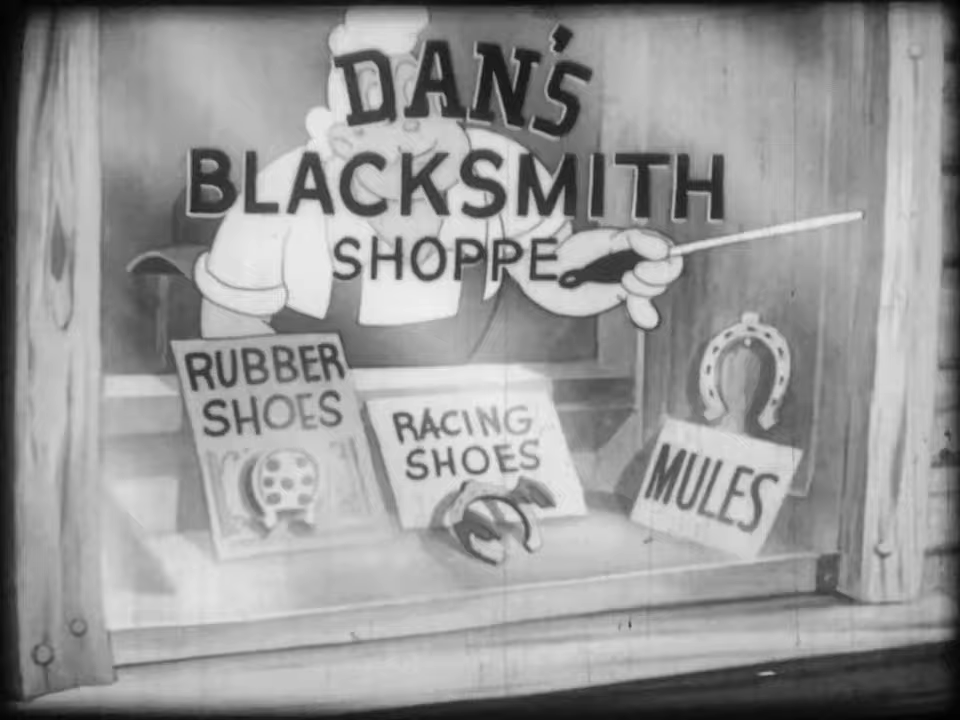 DAN'S
BLACKSMITH
SHOPPE
RUBBER
SHOES
RACING
SHOES
MULES